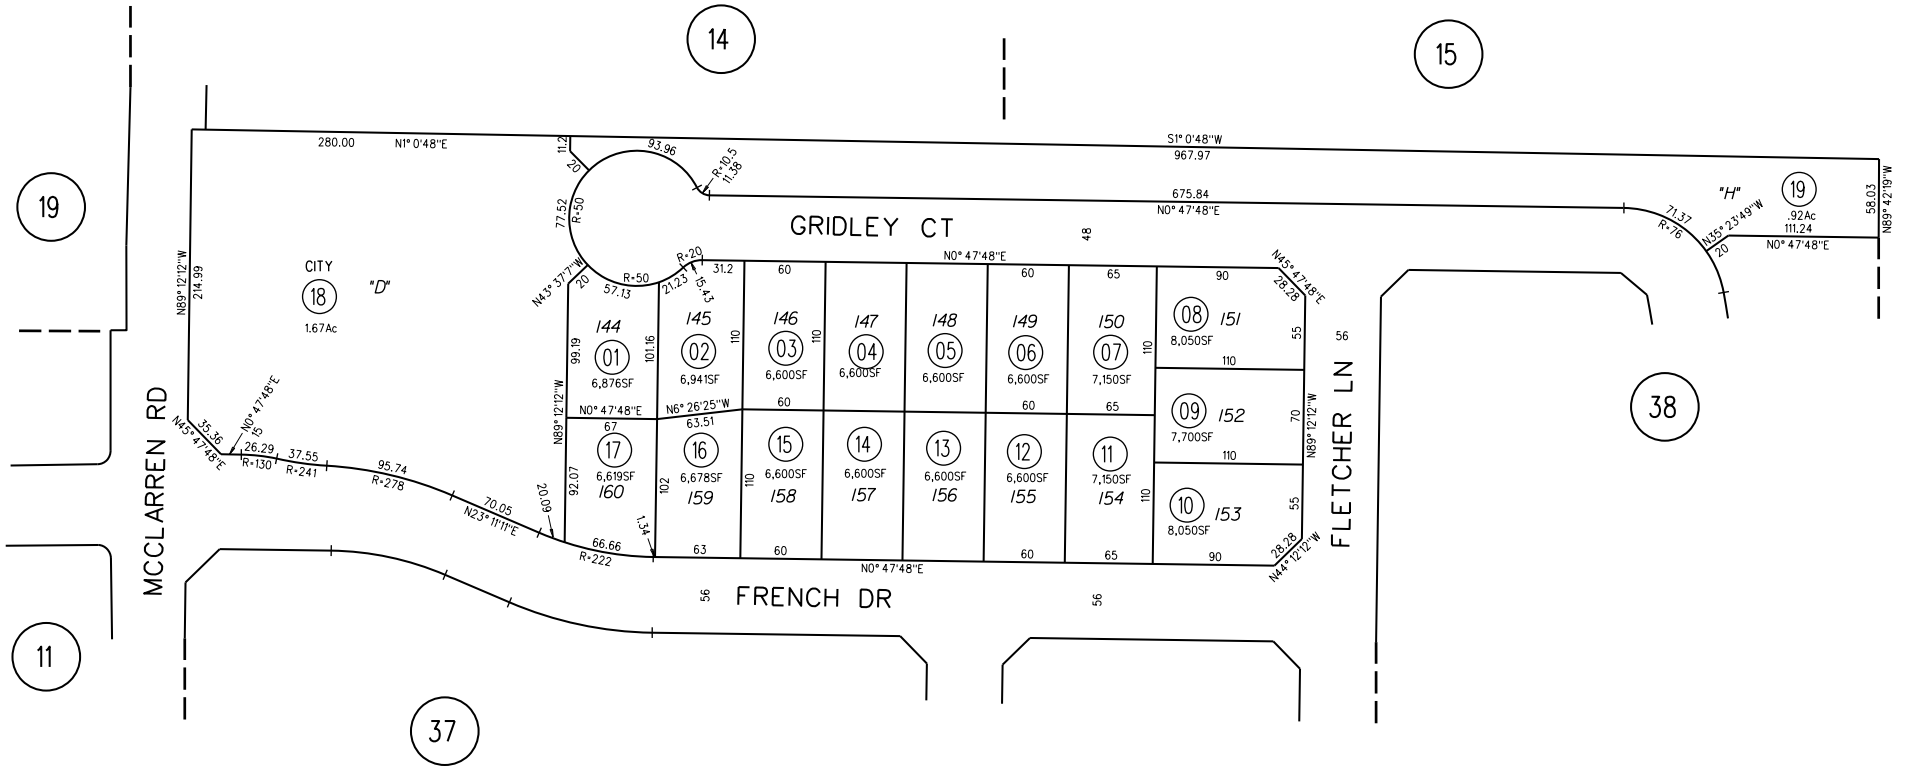 14
15
19
11
37
38
280.00
N1° 0'48"E
S1° 0'48"W
967.97
11.2
20
93.96
R=10.5
11.38
77.52
R=50
675.84
N0° 47'48"E
GRIDLEY CT
48
71.37
R=76
"H"
19
.92Ac
111.24
N0° 47'48"E
N35° 23'49"W
20
58.03
N89° 42'19"W
N89° 12'12"W
214.99
CITY
18
"D"
1.67Ac
N43° 37'7"W
20
R=50
57.13
21.23
R=20
15.43
31.2
60
N0° 47'48"E
60
65
90
N45° 47'48"E
28.28
144
01
6,876SF
99.19
101.16
145
02
6,941SF
110
146
03
6,600SF
110
147
04
6,600SF
148
05
6,600SF
149
06
6,600SF
150
07
7,150SF
110
08
151
8,050SF
55
110
56
09
152
7,700SF
70
110
N89° 12'12"W
10
153
8,050SF
55
28.28
N44° 12'12"W
FLETCHER LN
N89° 12'12"W
N0° 47'48"E
67
N6° 26'25"W
63.51
60
60
65
17
6,619SF
160
92.07
102
16
6,678SF
159
110
15
6,600SF
158
14
6,600SF
157
13
6,600SF
156
12
6,600SF
155
11
7,150SF
154
110
MCCLARREN RD
35.36
N45° 47'48"E
N0° 47'48"E
15
26.29
R=130
37.55
R=241
95.74
R=278
70.05
N23° 11'11"E
20.09
66.66
R=222
1.34
63
60
N0° 47'48"E
60
65
90
56
FRENCH DR
56